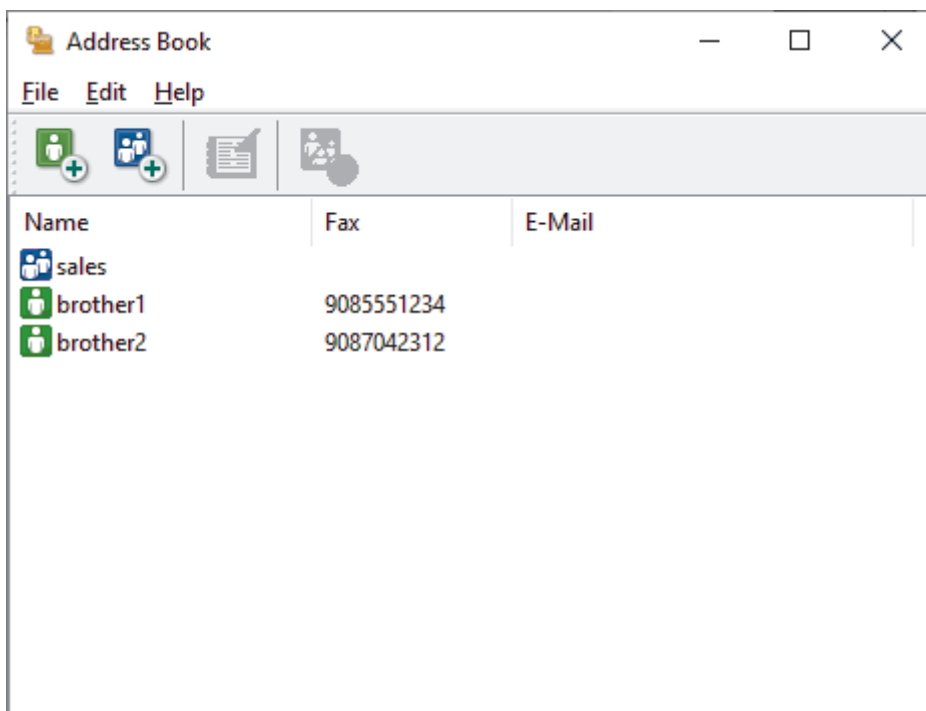 Address Book
File Edit Help
Name Fax E-Mail
sales
brother1 9085551234
brother2 9087042312